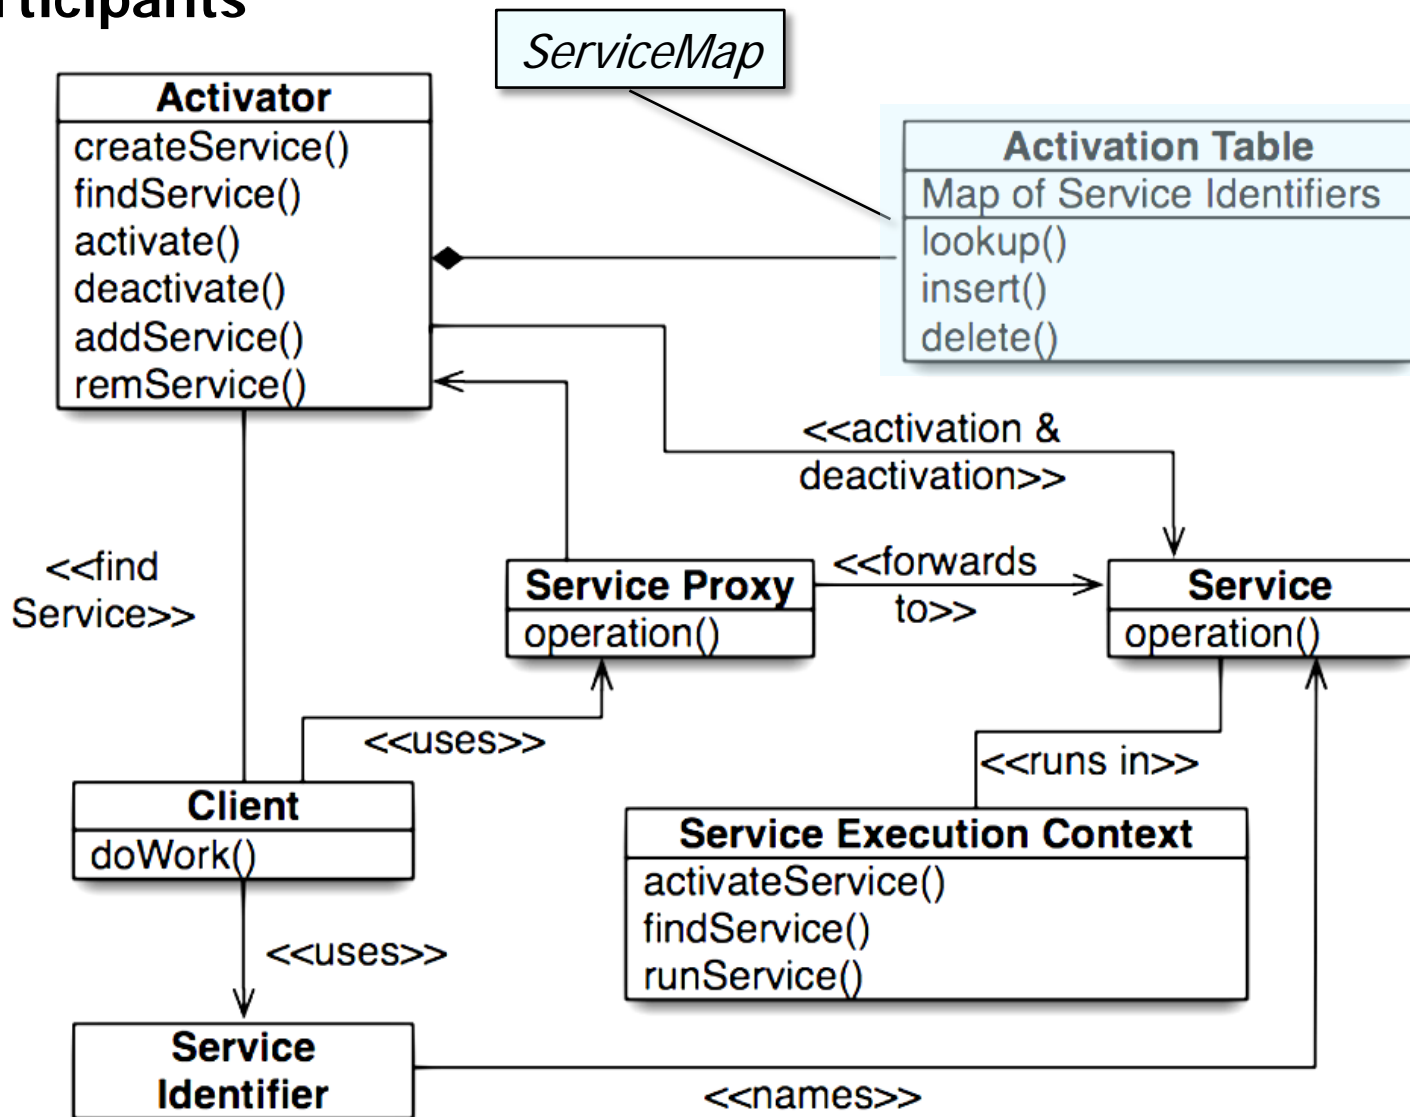 rticipants
ServiceMap
Activator
createService()
findService()
activate()
deactivate()
addService()
remService()
Activation Table
Map of Service Identifiers
lookup()
insert()
delete()
<<activation &
deactivation>>
<<find
Service>>
Service Proxy
operation()
<<forwards
to>>
Service
operation()
<<uses>>
<<runs in>>
Client
doWork()
Service Execution Context
activateService()
findService()
runService()
<<uses>>
Service
Identifier
<<names>>